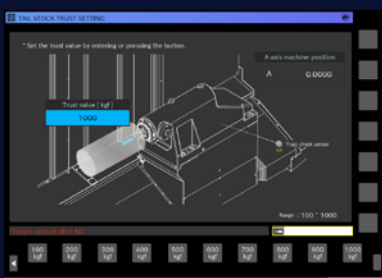 TAIL STOCK TRUST SETTING
* Set the trust value by entering or pressing the button.
A-axis machine position
A 0.0000
Trust value [ kgf ]
1000
Trust check sensor
Range : 100 ~ 1000
100 kgf
200 kgf
300 kgf
400 kgf
500 kgf
600 kgf
700 kgf
800 kgf
900 kgf
1000 kgf